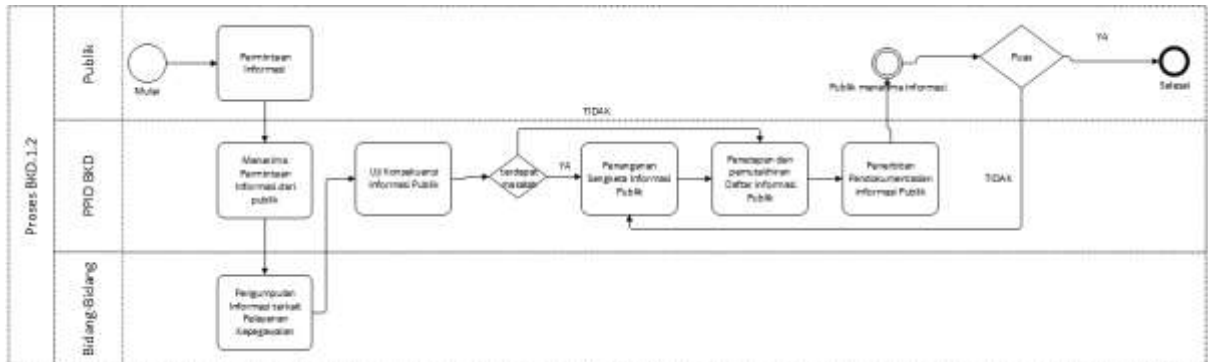 Proses BKD.1.2
Publik
Mulai
Permintaan
Informasi
Publik menerima informasi
Puas
YA
Selesai
TIDAK
PPID BKD
Menerima
Permintaan
Informasi dari
publik
Uji Konsekuensi
Informasi Publik
terdapat
masalah
YA
TIDAK
Penanganan
Sengketa Informasi
Publik
Penetapan dan
pemutakhiran
Daftar Informasi
Publik
Penerbitan
Pendokumentasian
Informasi Publik
Bidang-Bidang
Pengumpulan
Informasi terkait
Pelayanan
Kepegawaian